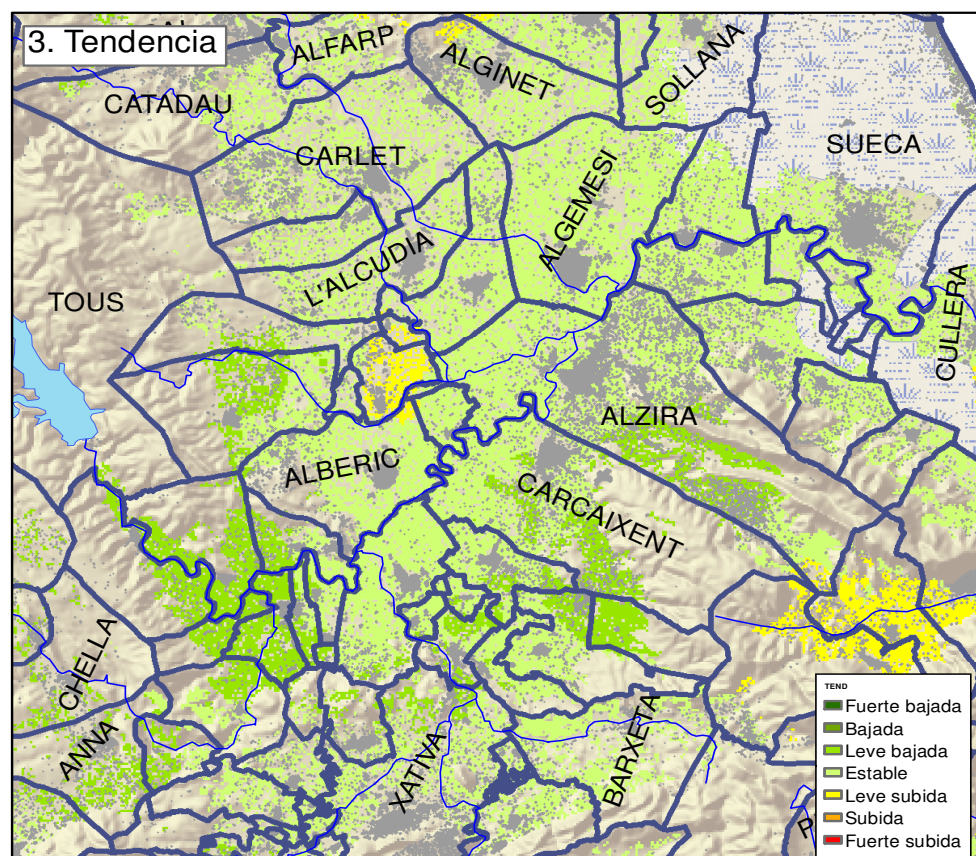 3. Tendencia
ALFARP
ALGINET
SOLLANA
CATADAU
CARLET
SUECA
ALGEMESI
L'ALCUDIA
TOUS
CULLERA
ALZIRA
ALBERIC
CARCAIXENT
CHELLA
ANNA
XATIVA
BARXETA
TEND
Fuerte bajada
Bajada
Leve bajada
Estable
Leve subida
Subida
Fuerte subida